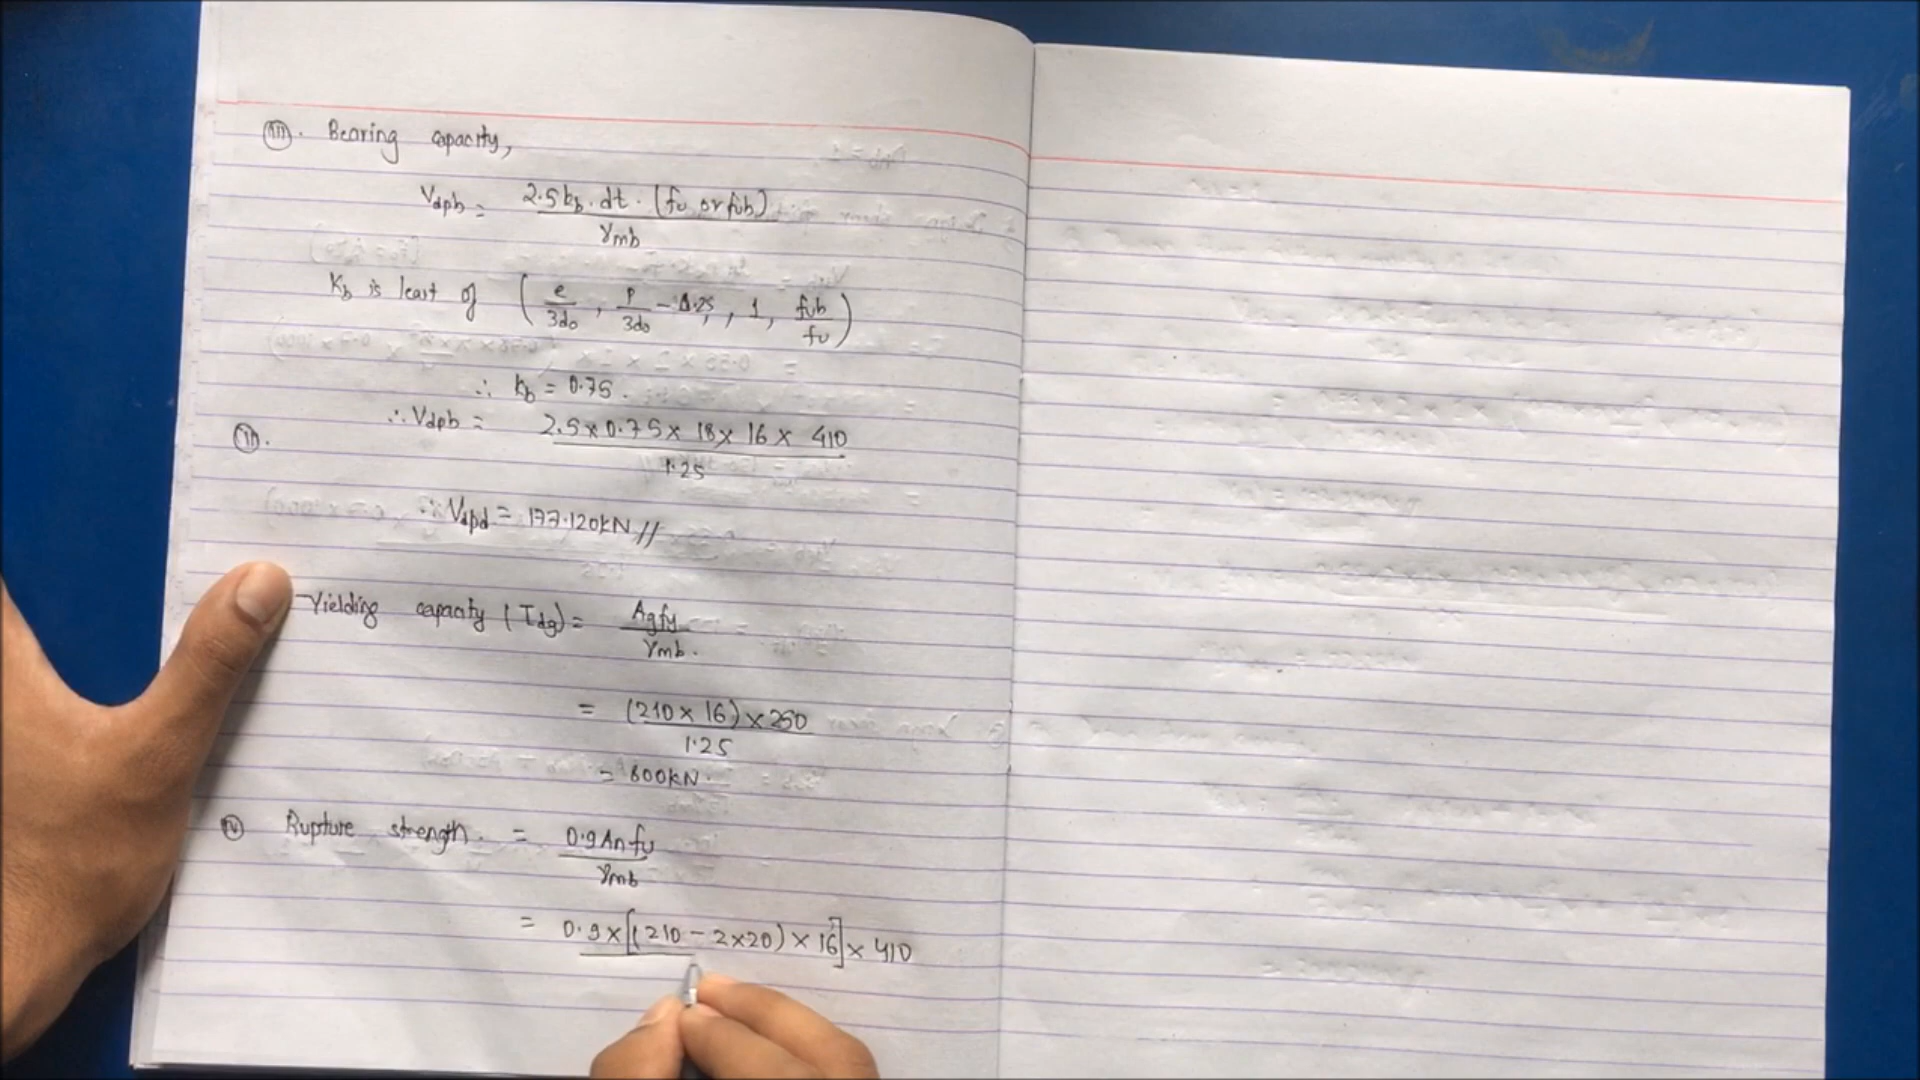 (iii). Bearing capacity,
Vdpb = 2.5kb.dt.(fu or fub) / γmb
Kb is least of (e/3do, P/3do - 0.25, 1, fub/fu)
∴ kb = 0.75.
∴ Vdpb = 2.5 x 0.75 x 18 x 16 x 410 / 1.25
(ii).
∴ Vdpd = 177.120kN //
Yielding capacity (Tdg) = Agfy / γmb.
= (210 x 16) x 250 / 1.25
= 600kN.
(iv) Rupture strength. = 0.9Anfu / γmb
= 0.9 x [(210 - 2x20) x 16] x 410